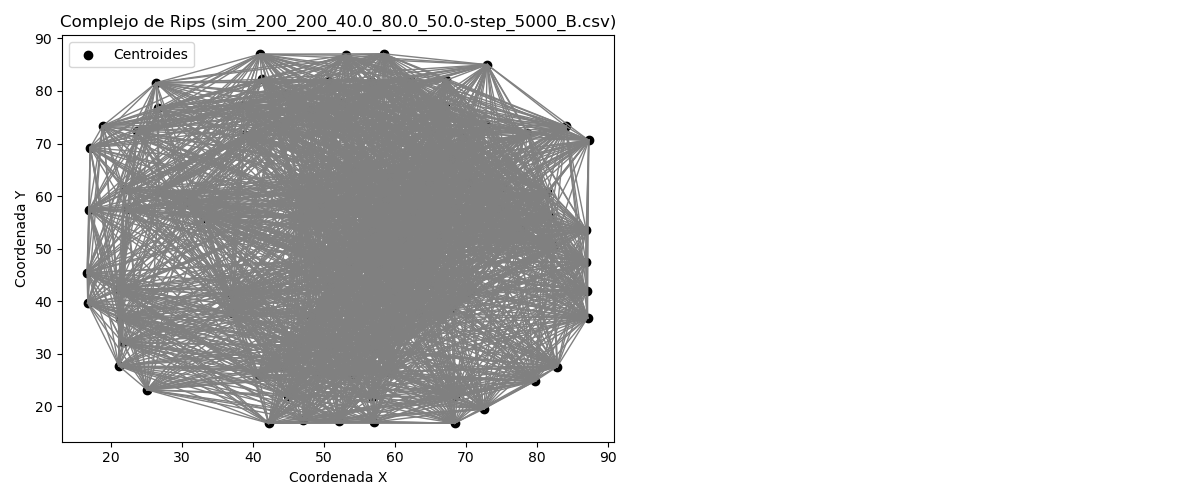 Complejo de Rips (sim_200_200_40.0_80.0_50.0-step_5000_B.csv)
Centroides
90
80
70
60
50
40
30
20
Coordenada Y
20 30 40 50 60 70 80 90
Coordenada X